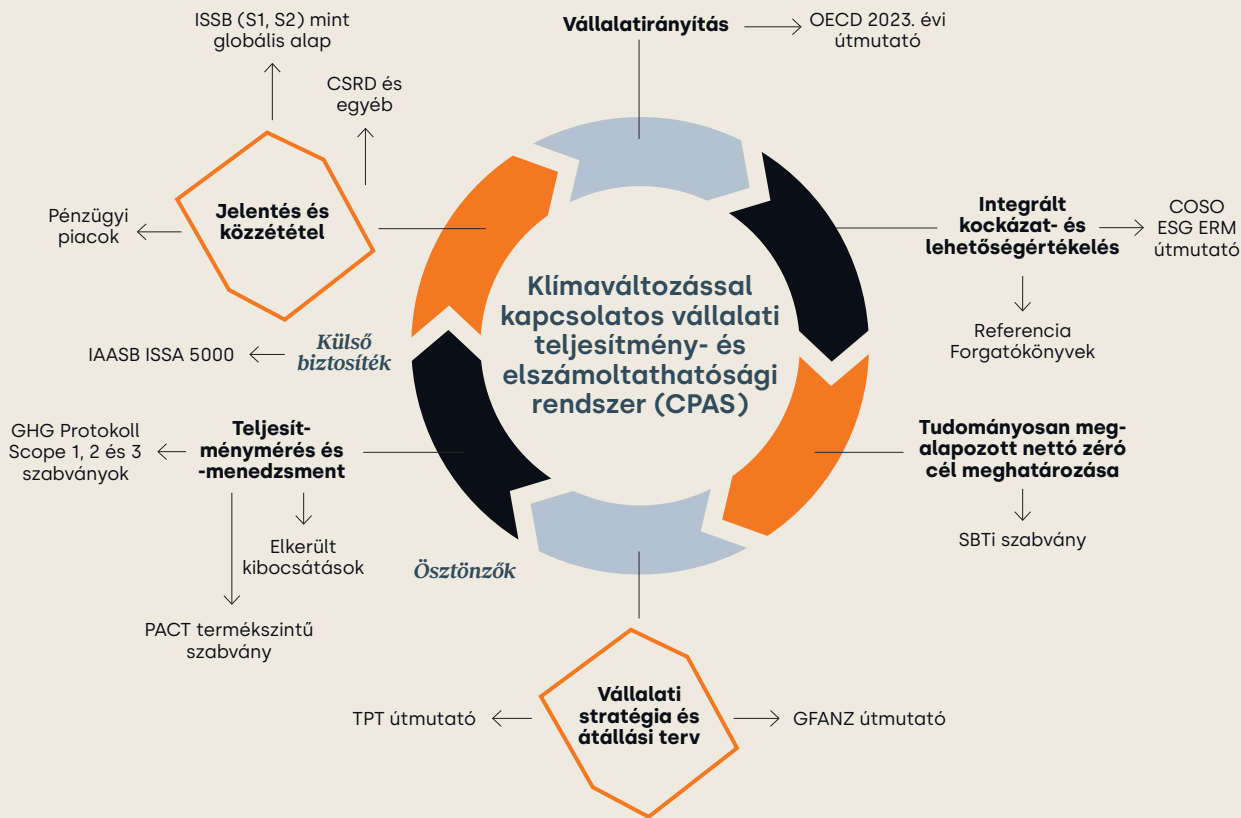 ISSB (S1, S2) mint
globális alap
CSRD és
egyéb
Jelentés és
közzététel
Pénzügyi
piacok
Vállalatirányítás
OECD 2023. évi
útmutató
Integrált
kockázat- és
lehetőségértékelés
COSO
ESG ERM
útmutató
Referencia
Forgatókönyvek
Klímaváltozással
kapcsolatos vállalati
teljesítmény- és
elszámoltathatósági
rendszer (CPAS)
Külső
biztosíték
IAASB ISSA 5000
Teljesít-
ménymérés és
-menedzsment
GHG Protokoll
Scope 1, 2 és 3
szabványok
Elkerült
kibocsátások
PACT termékszintű
szabvány
Tudományosan meg-
alapozott nettó zéró
cél meghatározása
SBTi szabvány
Ösztönzők
Vállalati
stratégia és
átállási terv
TPT útmutató
GFANZ útmutató